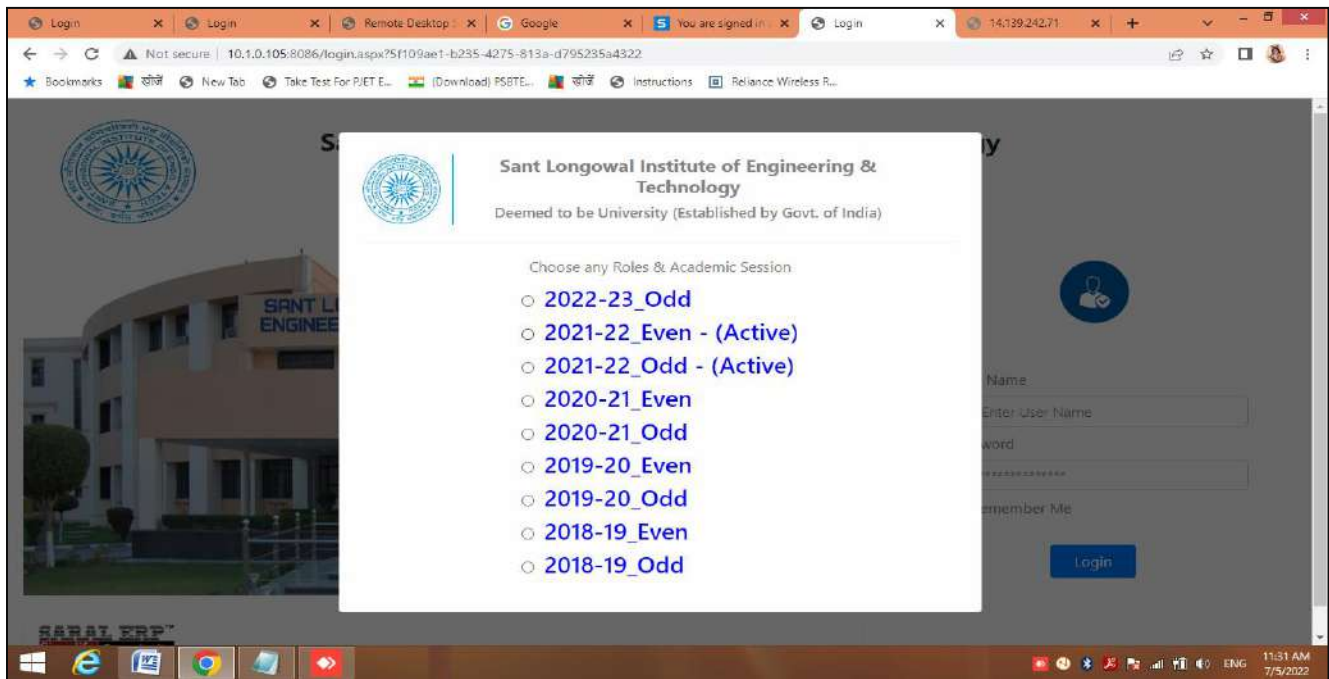 Login
Login
Remote Desktop
Google
You are signed in
Login
14.139.242.71
Not secure
10.1.0.105:8086/login.aspx?5f109ae1-b235-4275-813a-d795235a4322
Bookmarks
खोजें
New Tab
Take Test For PJET E...
(Download) PSBTE...
खोजें
Instructions
Reliance Wireless R...
Sant Longowal Institute of Engineering &
Technology
Deemed to be University (Established by Govt. of India)
Choose any Roles & Academic Session
2022-23_Odd
2021-22_Even - (Active)
2021-22_Odd - (Active)
2020-21_Even
2020-21_Odd
2019-20_Even
2019-20_Odd
2018-19_Even
2018-19_Odd
SANT L
ENGINEE
Name
Enter User Name
word
emember Me
Login
SARAL ERP™
ENG
11:31 AM
7/5/2022